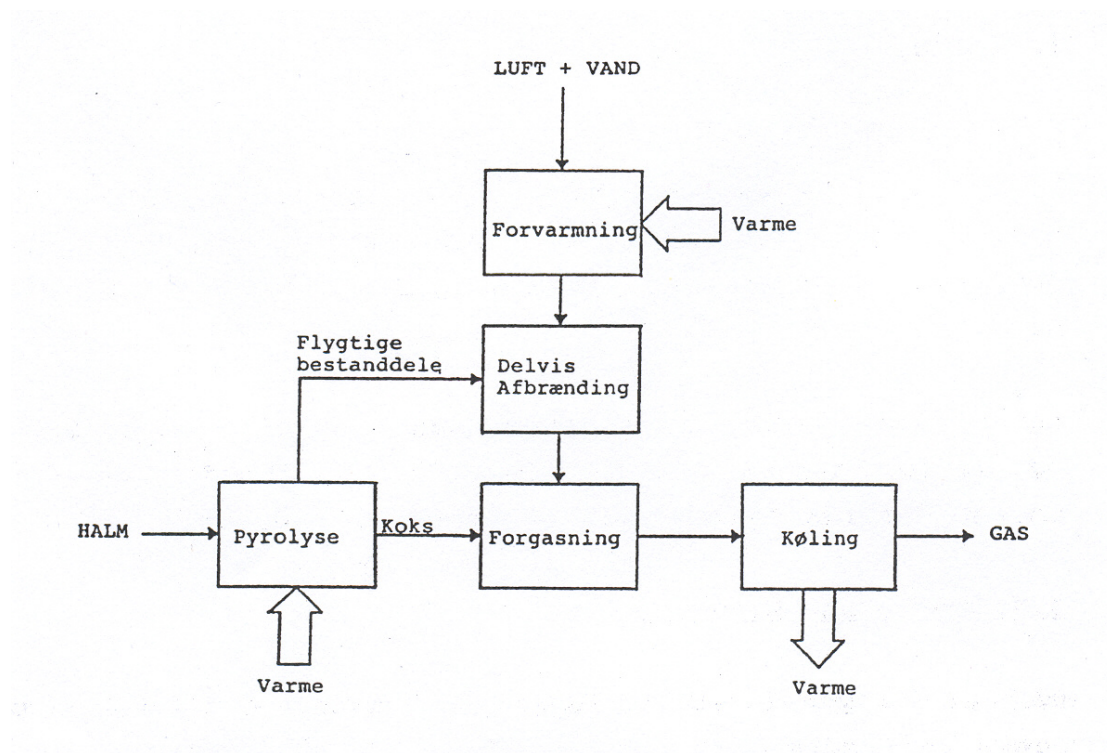 LUFT + VAND
Forvarmning
Varme
Flygtige
bestanddele
Delvis
Afbrænding
HALM
Pyrolyse
Koks
Forgasning
Køling
GAS
Varme
Varme